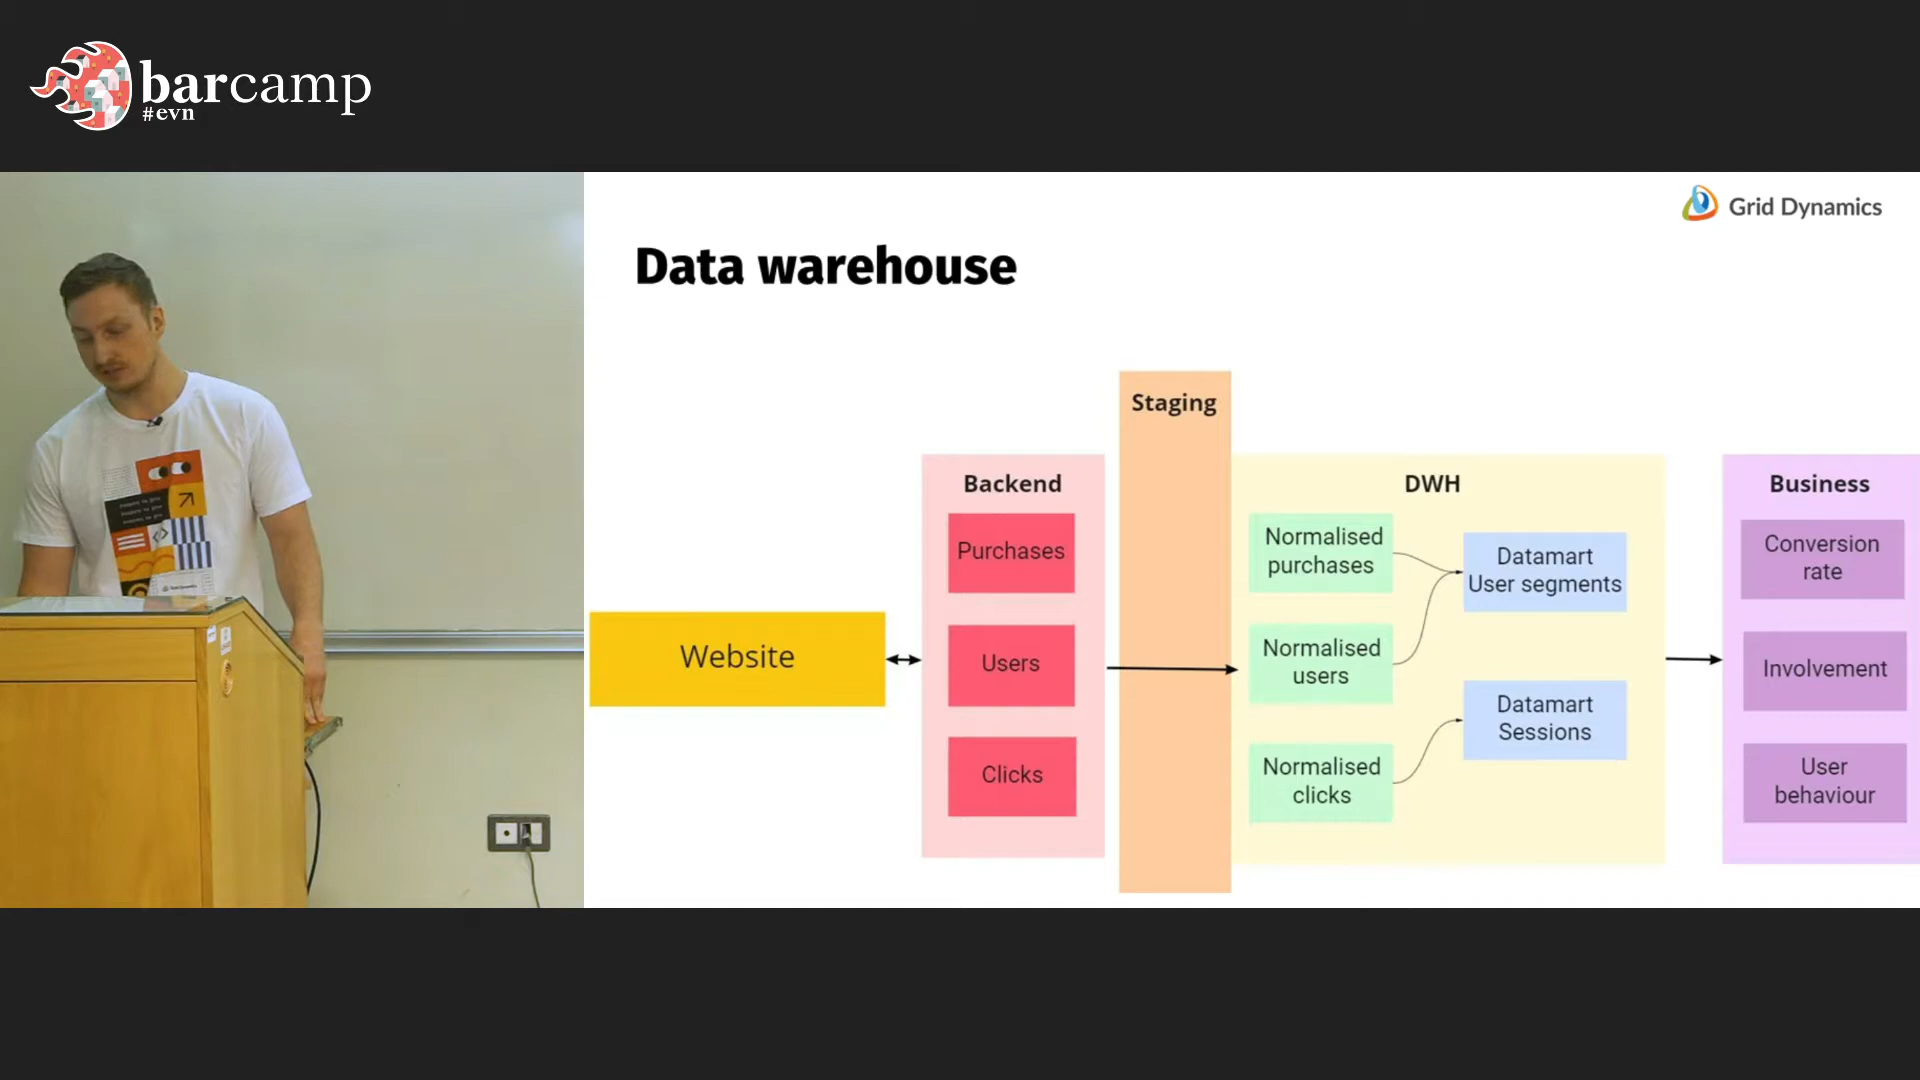 barcamp
#evn
Grid Dynamics
Data warehouse
Website
Backend
Purchases
Users
Clicks
Staging
DWH
Normalised
purchases
Normalised
users
Normalised
clicks
Datamart
User segments
Datamart
Sessions
Business
Conversion
rate
Involvement
User
behaviour